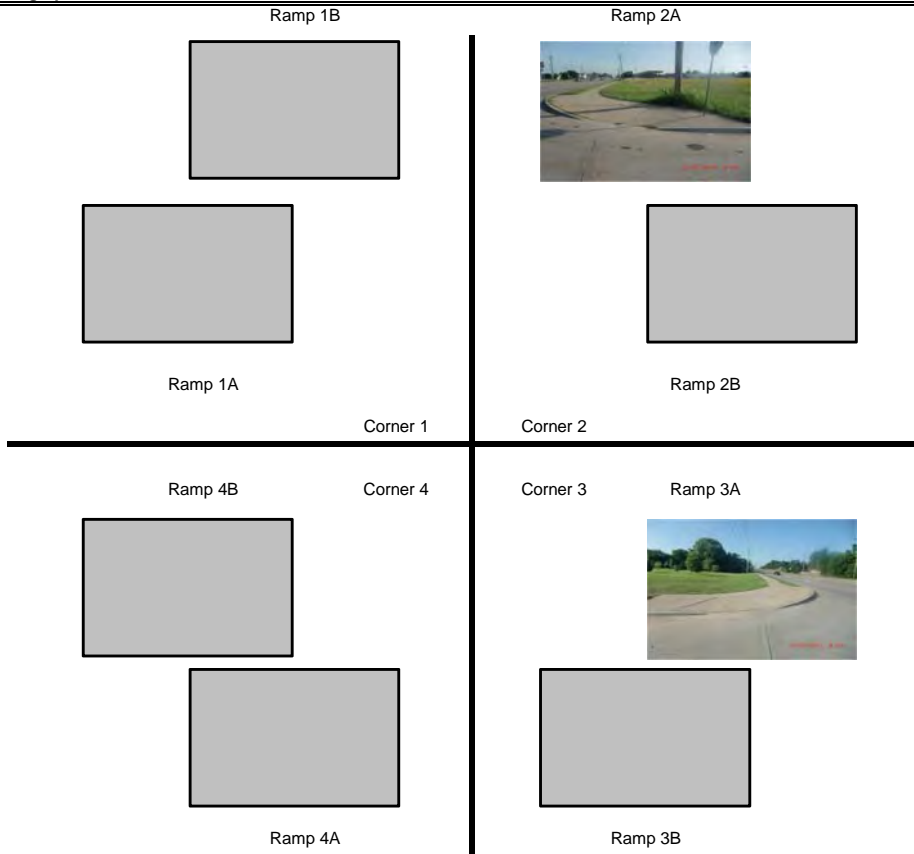 Ramp 1B
Ramp 2A
Ramp 1A
Ramp 2B
Corner 1
Corner 2
Ramp 4B
Corner 4
Corner 3
Ramp 3A
Ramp 4A
Ramp 3B